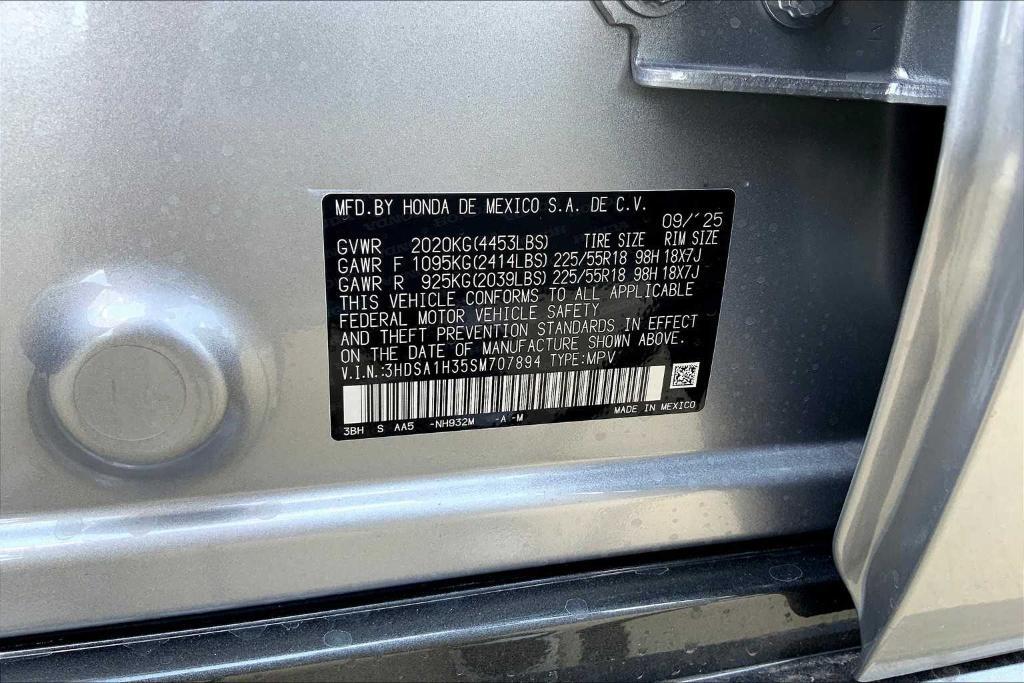 MFD.BY HONDA DE MEXICO S.A. DE C.V.
09/'25
GVWR 2020KG(4453LBS) TIRE SIZE RIM SIZE
GAWR F 1095KG(2414LBS) 225/55R18 98H 18X7J
GAWR R 925KG(2039LBS) 225/55R18 98H 18X7J
THIS VEHICLE CONFORMS TO ALL APPLICABLE
FEDERAL MOTOR VEHICLE SAFETY
AND THEFT PREVENTION STANDARDS IN EFFECT
ON THE DATE OF MANUFACTURE SHOWN ABOVE.
V.I.N.:3HDSA1H35SM707894 TYPE:MPV
MADE IN MEXICO
3BH S AA5 -NH932M -A -M